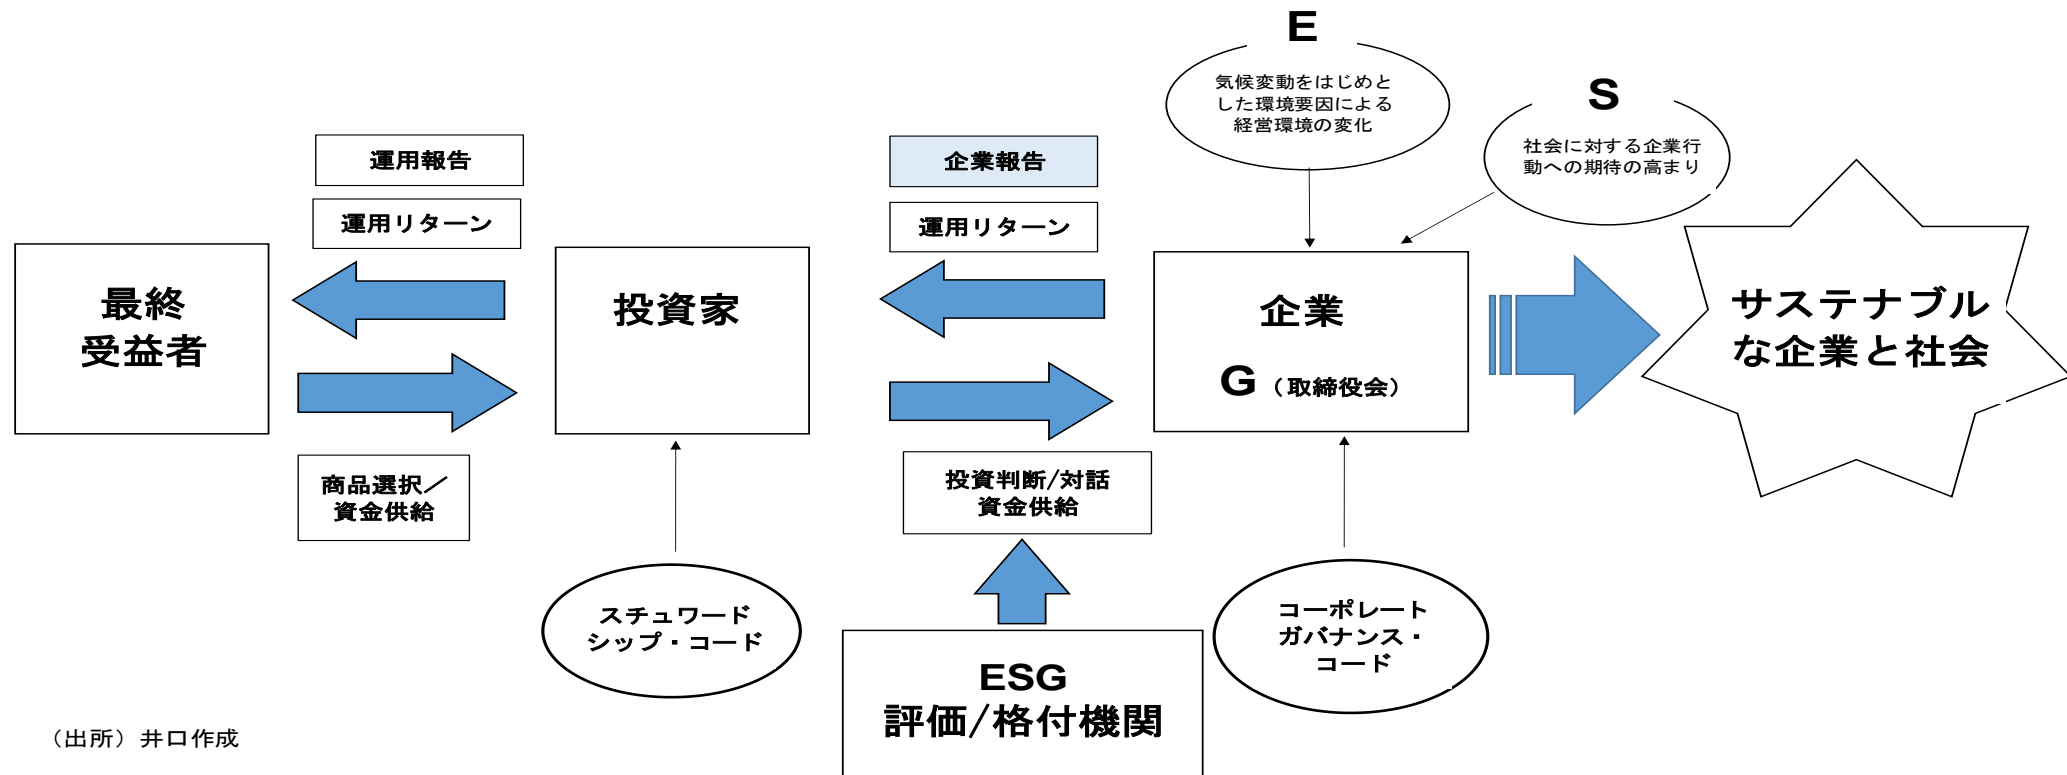 E
気候変動をはじめと
した環境要因による
経営環境の変化
S
社会に対する企業行
動への期待の高まり
運用報告
運用リターン
企業報告
運用リターン
最終
受益者
投資家
企業
G（取締役会）
サステナブル
な企業と社会
商品選択／
資金供給
投資判断/対話
資金供給
スチュワード
シップ・コード
コーポレート
ガバナンス・
コード
ESG
評価/格付機関
（出所）井口作成